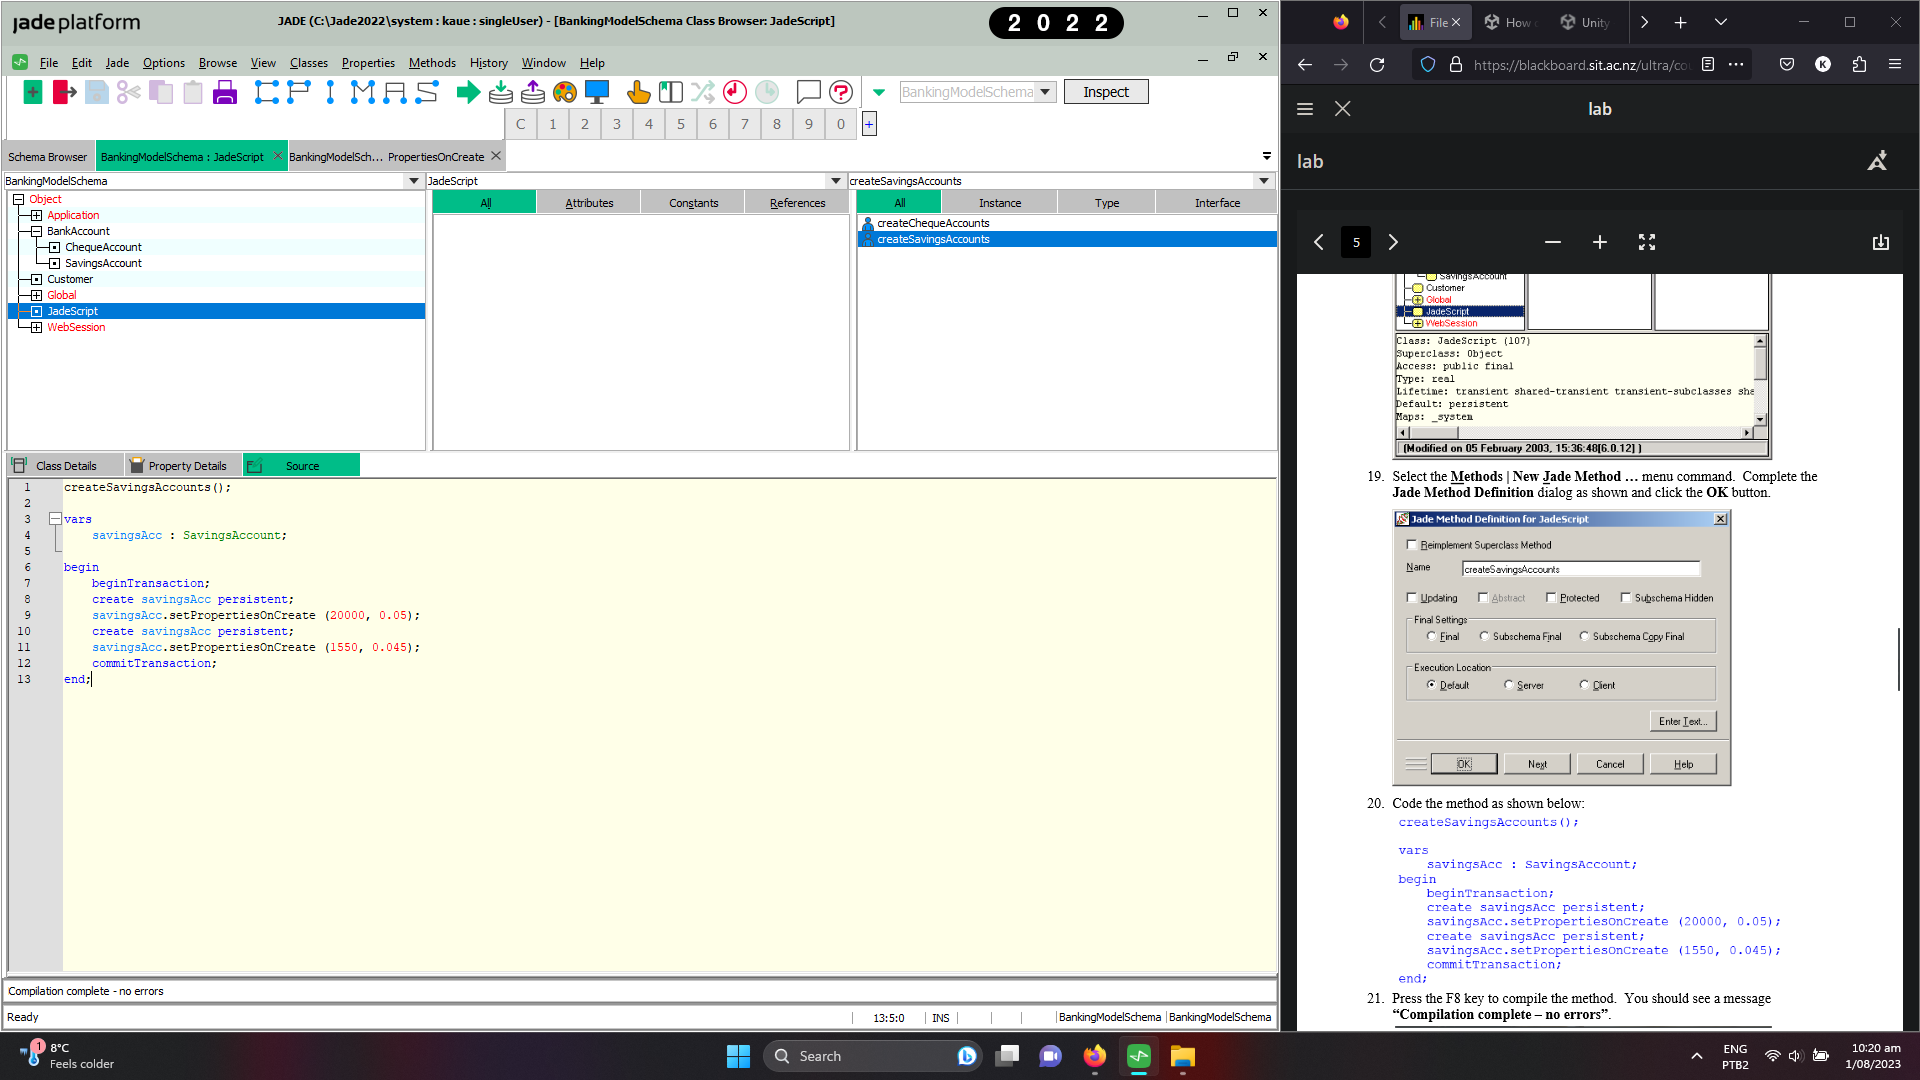 jadeplatform
JADE (C:\Jade2022\system : kaue : singleUser) - [BankingModelSchema Class Browser: JadeScript]
2022
File Edit Jade Options Browse View Classes Properties Methods History Window Help
BankingModelSchema
Inspect
C 1 2 3 4 5 6 7 8 9 0 +
Schema Browser
BankingModelSchema : JadeScript
BankingModelSch... PropertiesOnCreate
BankingModelSchema
JadeScript
createSavingsAccounts
Object
Application
BankAccount
ChequeAccount
SavingsAccount
Customer
Global
JadeScript
WebSession
All Attributes Constants References
All Instance Type Interface
createChequeAccounts
createSavingsAccounts
Class Details
Property Details
Source
1 createSavingsAccounts();
2
3 vars
4 savingsAcc : SavingsAccount;
5
6 begin
7 beginTransaction;
8 create savingsAcc persistent;
9 savingsAcc.setPropertiesOnCreate (20000, 0.05);
10 create savingsAcc persistent;
11 savingsAcc.setPropertiesOnCreate (1550, 0.045);
12 commitTransaction;
13 end;
Compilation complete - no errors
Ready
13:5:0
INS
BankingModelSchema
BankingModelSchema
File
How
Unity
https://blackboard.sit.ac.nz/ultra/co
K
lab
lab
5
SavingsAccount
Customer
Global
JadeScript
WebSession
Class: JadeScript (107)
Superclass: Object
Access: public final
Type: real
Lifetime: transient shared-transient transient-subclasses sha
Default: persistent
Maps: _system
(Modified on 05 February 2003, 15:36:48[6.0.12] )
19. Select the Methods | New Jade Method … menu command. Complete the
Jade Method Definition dialog as shown and click the OK button.
Jade Method Definition for JadeScript
Reimplement Superclass Method
Name createSavingsAccounts
Updating Abstract Protected Subschema Hidden
Final Settings
Final Subschema Final Subschema Copy Final
Execution Location
Default Server Client
Enter Text...
OK Next Cancel Help
20. Code the method as shown below:
createSavingsAccounts();
vars
savingsAcc : SavingsAccount;
begin
beginTransaction;
create savingsAcc persistent;
savingsAcc.setPropertiesOnCreate (20000, 0.05);
create savingsAcc persistent;
savingsAcc.setPropertiesOnCreate (1550, 0.045);
commitTransaction;
end;
21. Press the F8 key to compile the method. You should see a message
“Compilation complete – no errors”.
1
8°C
Feels colder
Search
ENG
PTB2
10:20 am
1/08/2023